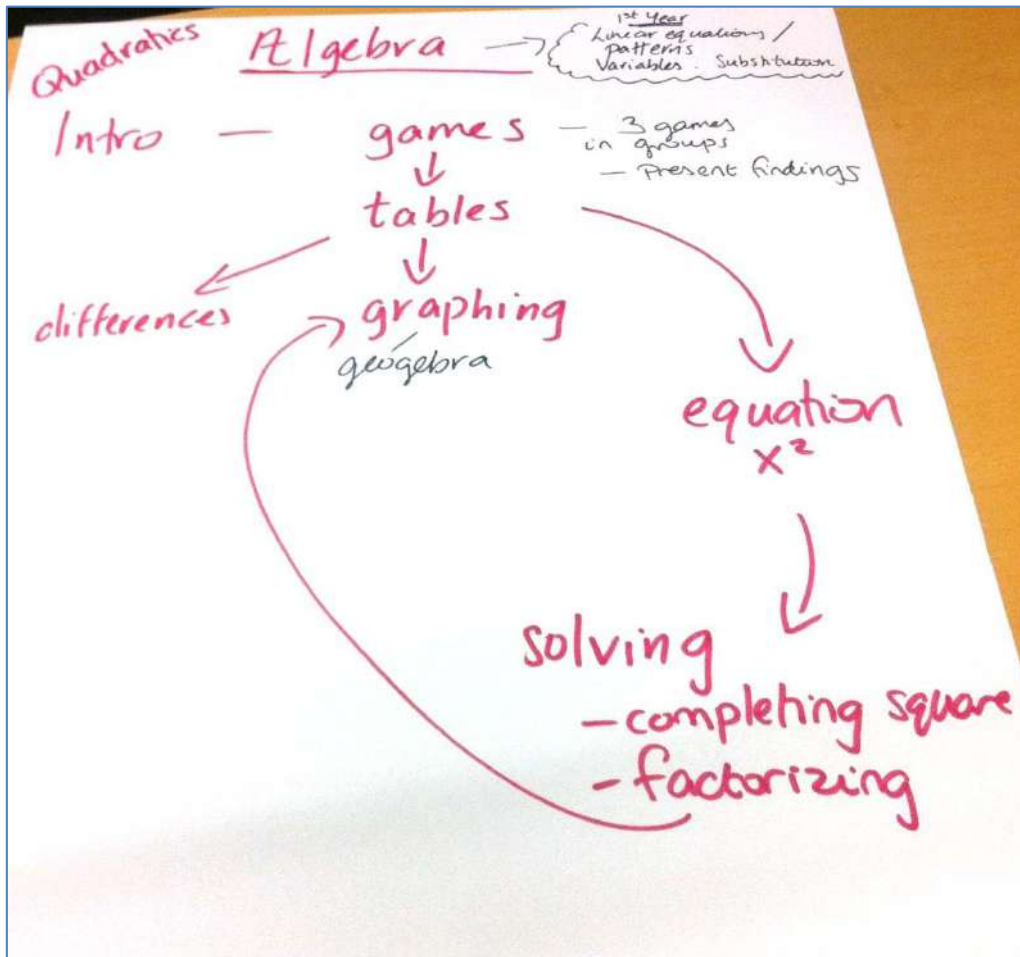 Quadratics
Algebra
1st Year
Linear equations /
patterns
Variables. Substitution
Intro — games
— 3 games
in groups
— Present findings
tables
differences
graphing
geogebra
equation
x²
solving
— completing square
— factorizing